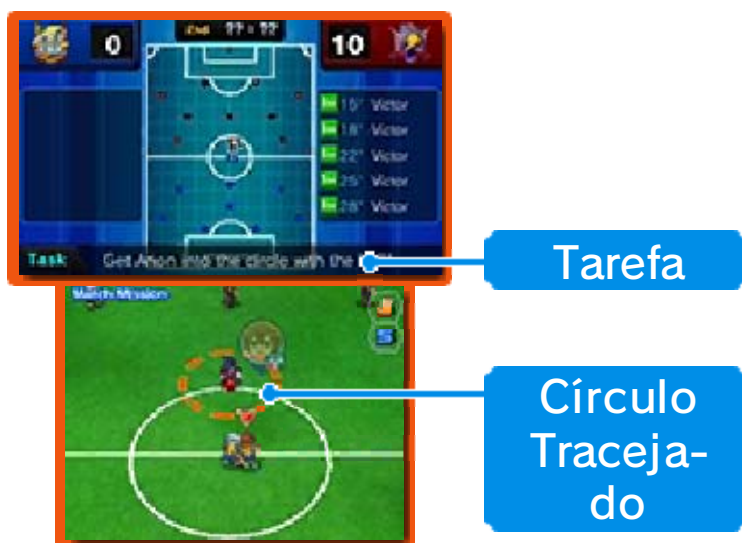 0
2nd ??:??
10
15' Victor
18' Victor
22' Victor
25' Victor
28' Victor
Task Get Arion into the circle with the
Tarefa
Match Mission
Círculo
Traceja-
do